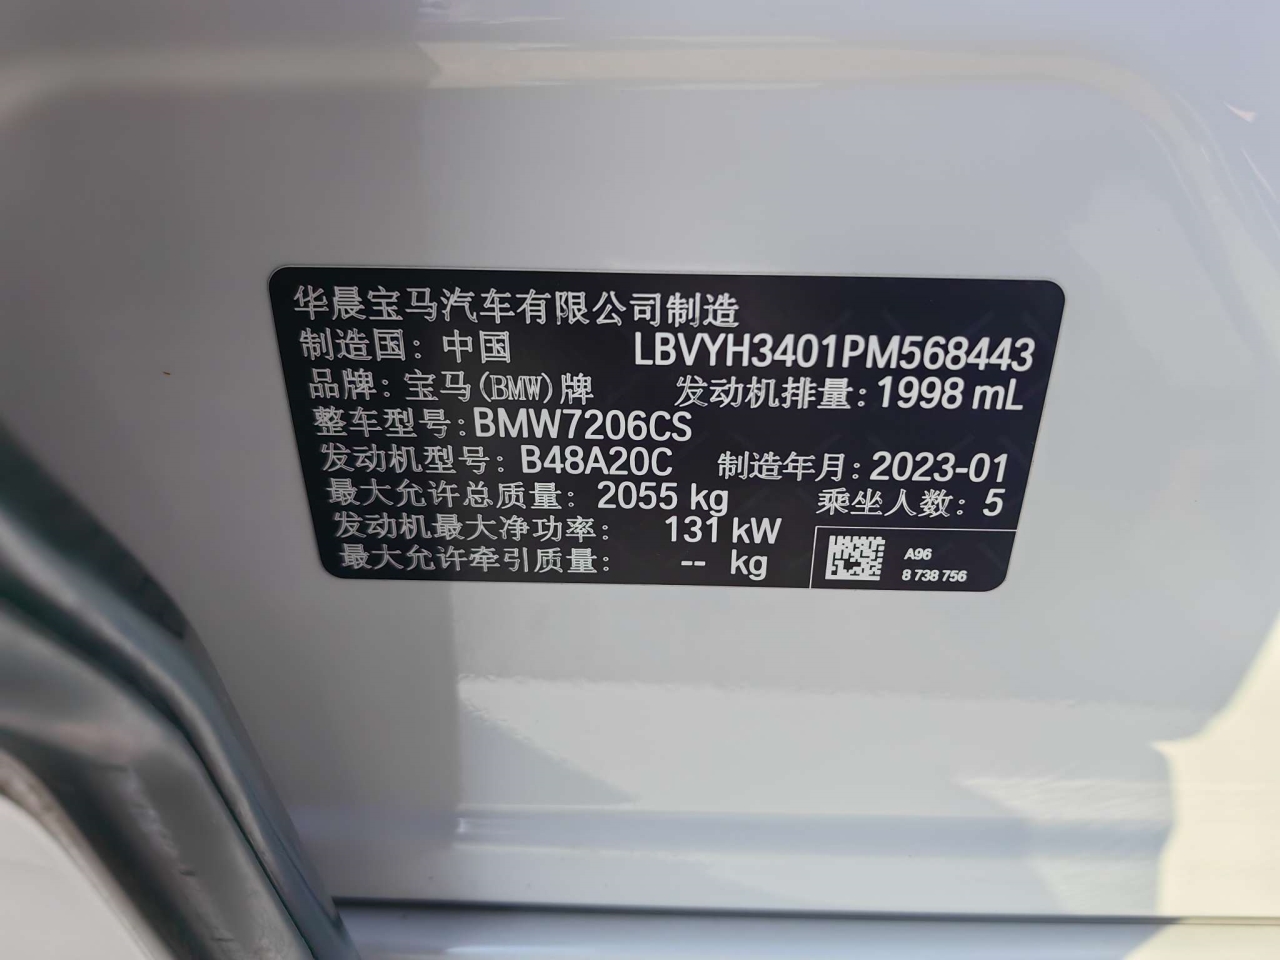 华晨宝马汽车有限公司制造
制造国：中国 LBVYH3401PM568443
品牌：宝马(BMW)牌 发动机排量：1998 mL
整车型号：BMW7206CS
发动机型号：B48A20C 制造年月：2023-01
最大允许总质量：2055 kg 乘坐人数：5
发动机最大净功率：131 kW
最大允许牵引质量：-- kg
A96
8 738 756